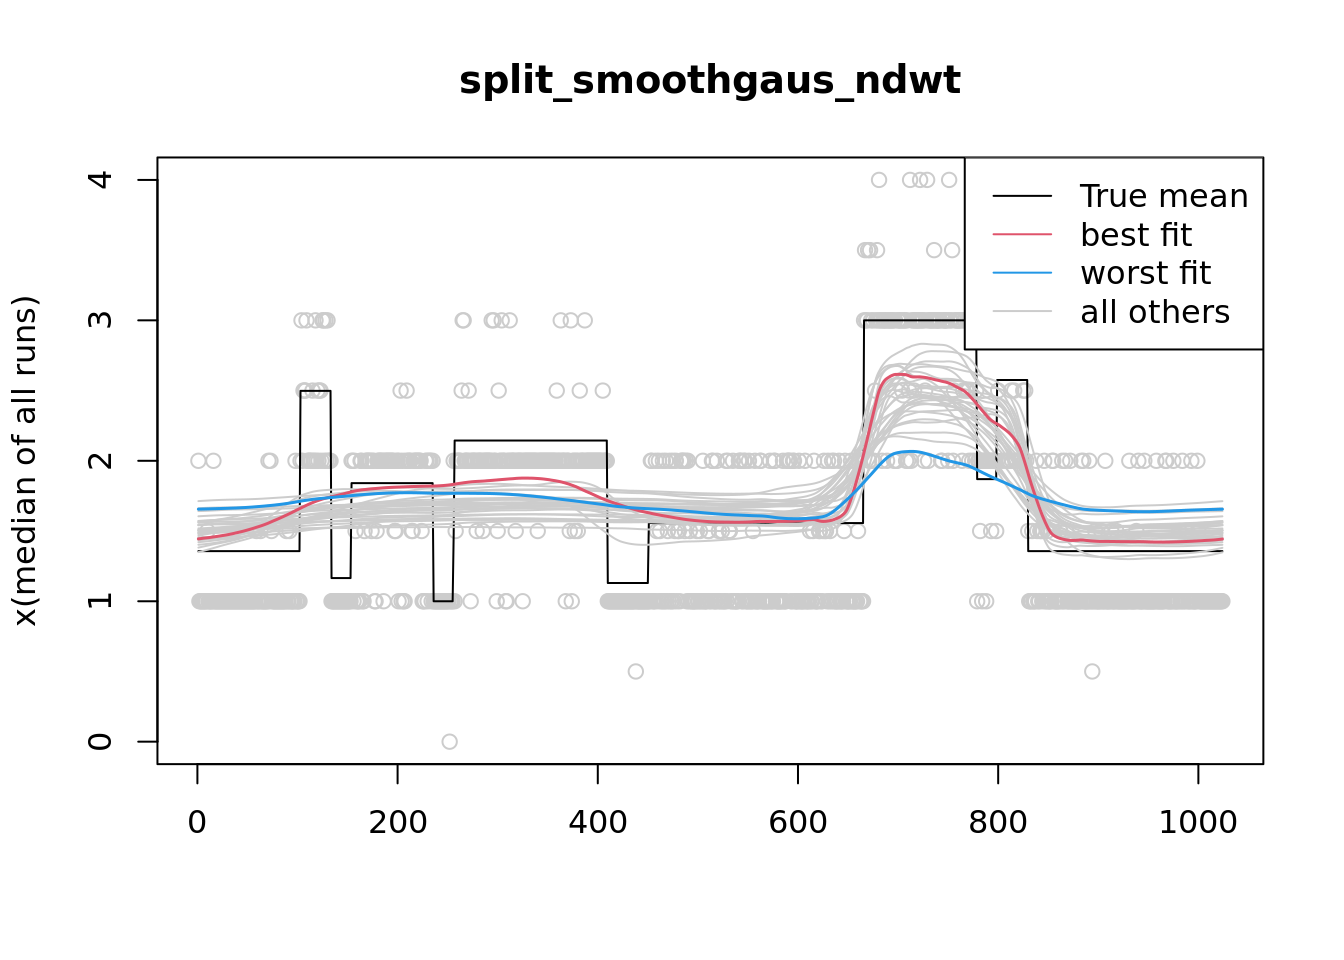 split_smoothgaus_ndwt
x(median of all runs)
4
3
2
1
0
True mean
best fit
worst fit
all others
0 200 400 600 800 1000